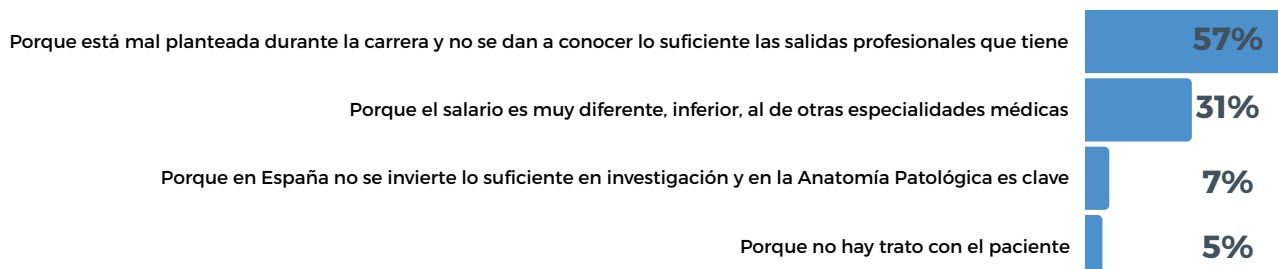 Porque está mal planteada durante la carrera y no se dan a conocer lo suficiente las salidas profesionales que tiene 57%
Porque el salario es muy diferente, inferior, al de otras especialidades médicas 31%
Porque en España no se invierte lo suficiente en investigación y en la Anatomía Patológica es clave 7%
Porque no hay trato con el paciente 5%